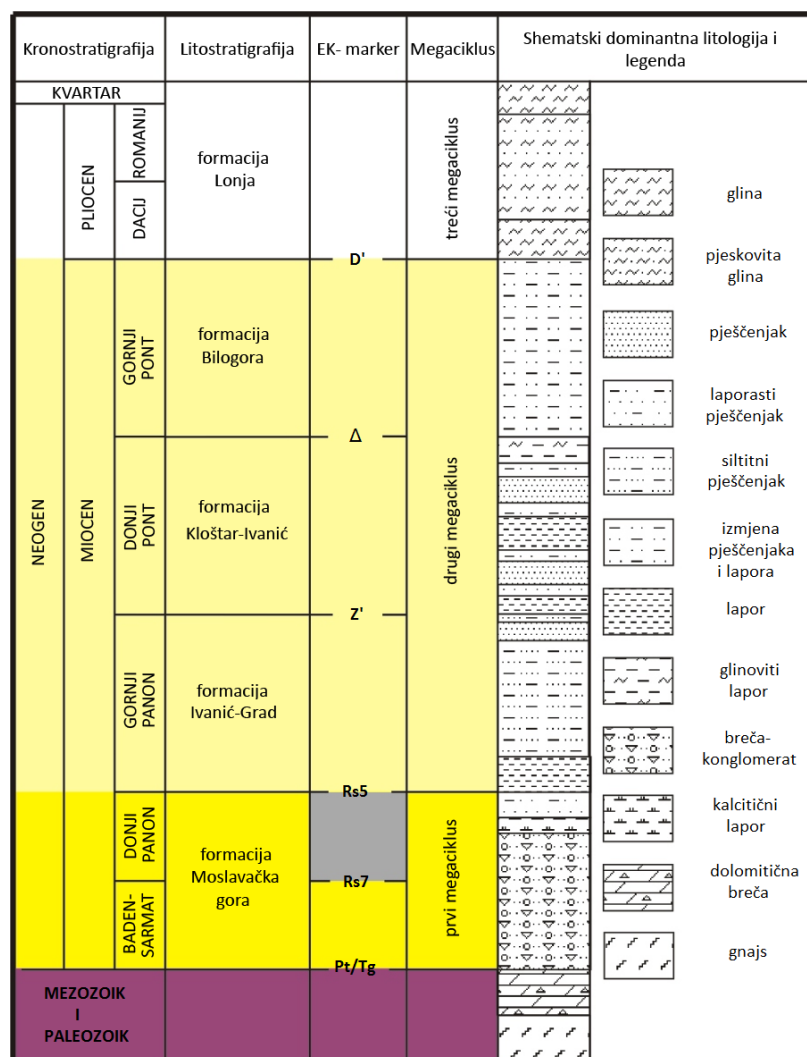 Kronostratigrafija
Litostratigrafija
EK- marker
Megaciklus
Shematski dominantna litologija i
legenda
KVARTAR
NEOGEN
PLIOCEN
MIOCEN
ROMANIJ
DACIJ
GORNJI
PONT
DONJI
PONT
GORNJI
PANON
DONJI
PANON
BADEN-
SARMAT
MEZOZOIK
I
PALEOZOIK
formacija
Lonja
formacija
Bilogora
formacija
Kloštar-Ivanić
formacija
Ivanić-Grad
formacija
Moslavačka
gora
D'
Δ
Z'
Rs5
Rs7
Pt/Tg
treći megaciklus
drugi megaciklus
prvi megaciklus
glina
pjeskovita
glina
pješčenjak
laporasti
pješčenjak
siltitni
pješčenjak
izmjena
pješčenjaka
i lapora
lapor
glinoviti
lapor
breča-
konglomerat
kalcitični
lapor
dolomitična
breča
gnajs